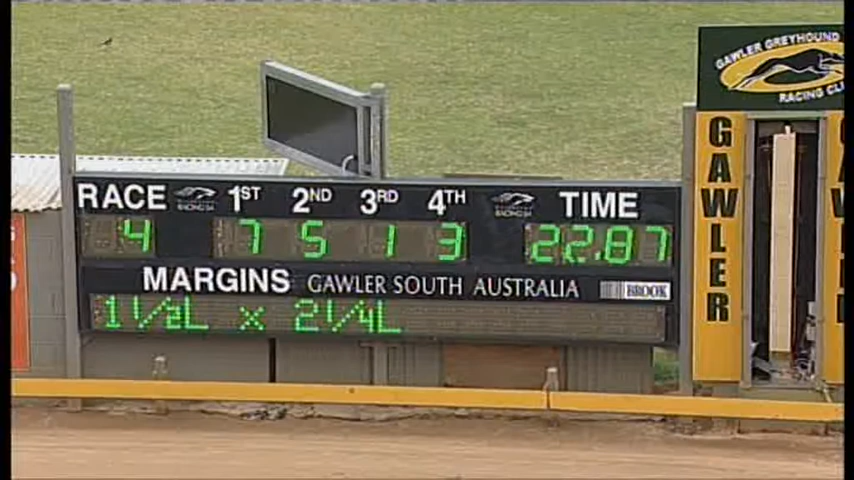 GAWLER GREYHOUND
RACING CLUB
RACE 1ST 2ND 3RD 4TH TIME
4 7 5 1 3 22.87
MARGINS GAWLER SOUTH AUSTRALIA BROOK
1 1/2L x 2 1/4L
GAWLER